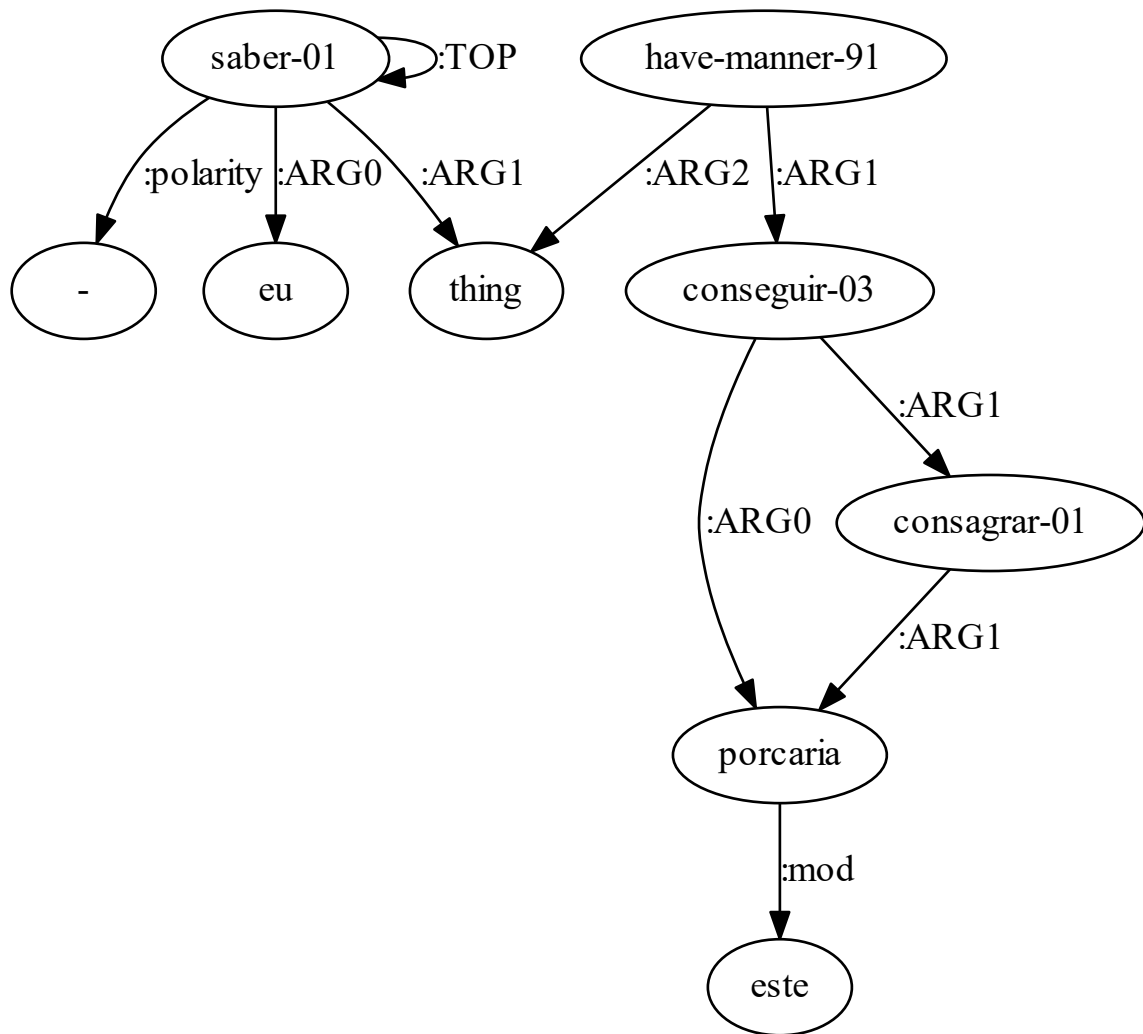 saber-01 :TOP have-manner-91
:polarity :ARG0 :ARG1 :ARG2 :ARG1
- eu thing conseguir-03
:ARG1
:ARG0 consagrar-01
:ARG1
porcaria
:mod
este